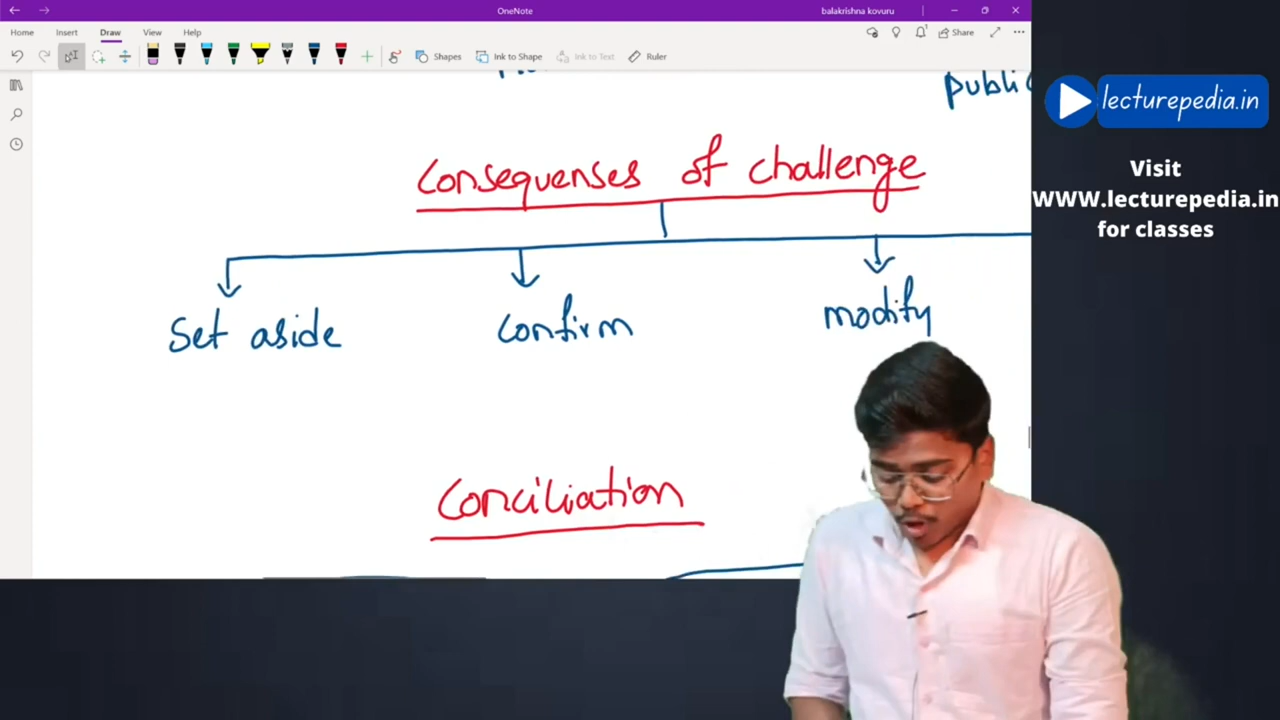 OneNote
balakrishna kovuru
Home Insert Draw View Help
Share
Shapes Ink to Shape Ink to Text Ruler
public
lecturepedia.in
Consequenses of challenge
Visit
WWW.lecturepedia.in
for classes
Set aside confirm modify
Conciliation